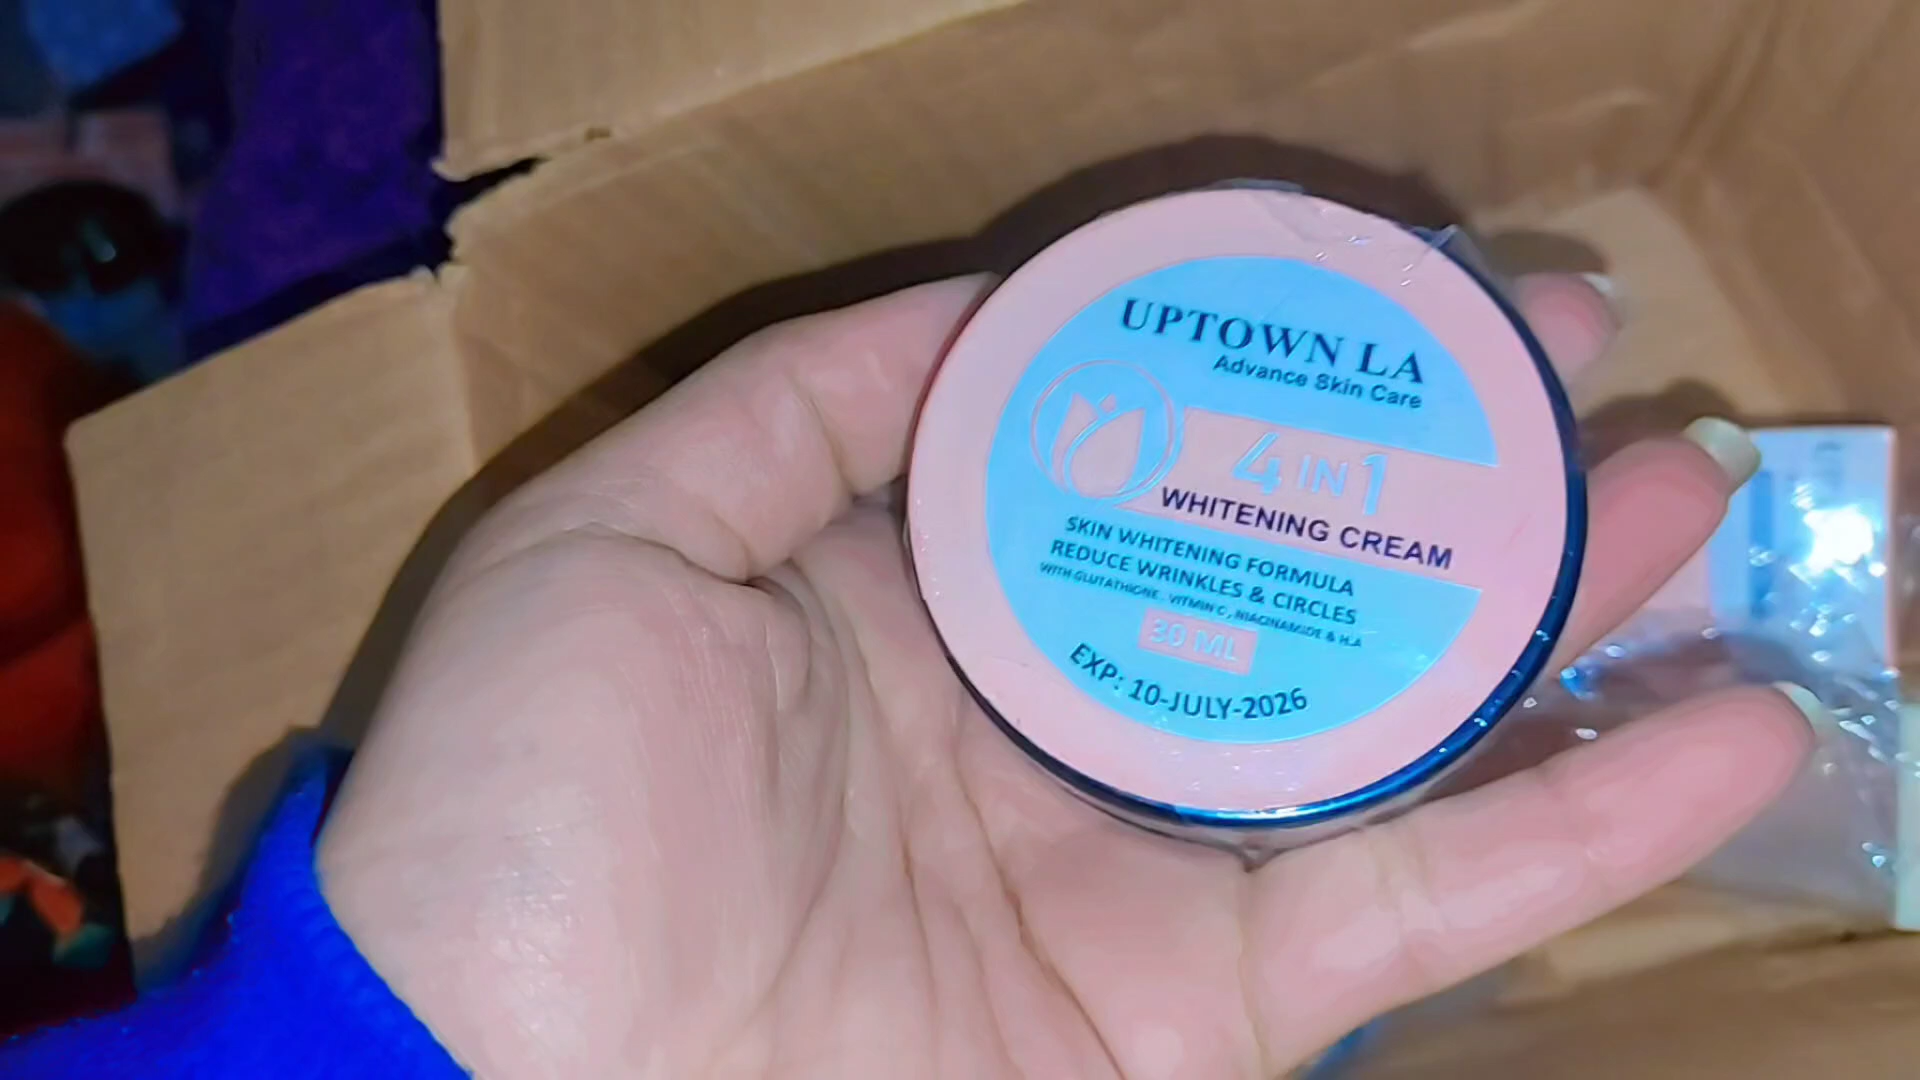 UPTOWN LA
Advance Skin Care
4 IN 1
WHITENING CREAM
SKIN WHITENING FORMULA
REDUCE WRINKLES & CIRCLES
WITH GLUTATHIONE, VITMIN C, NIACINAMIDE & H.A
30 ML
EXP: 10-JULY-2026